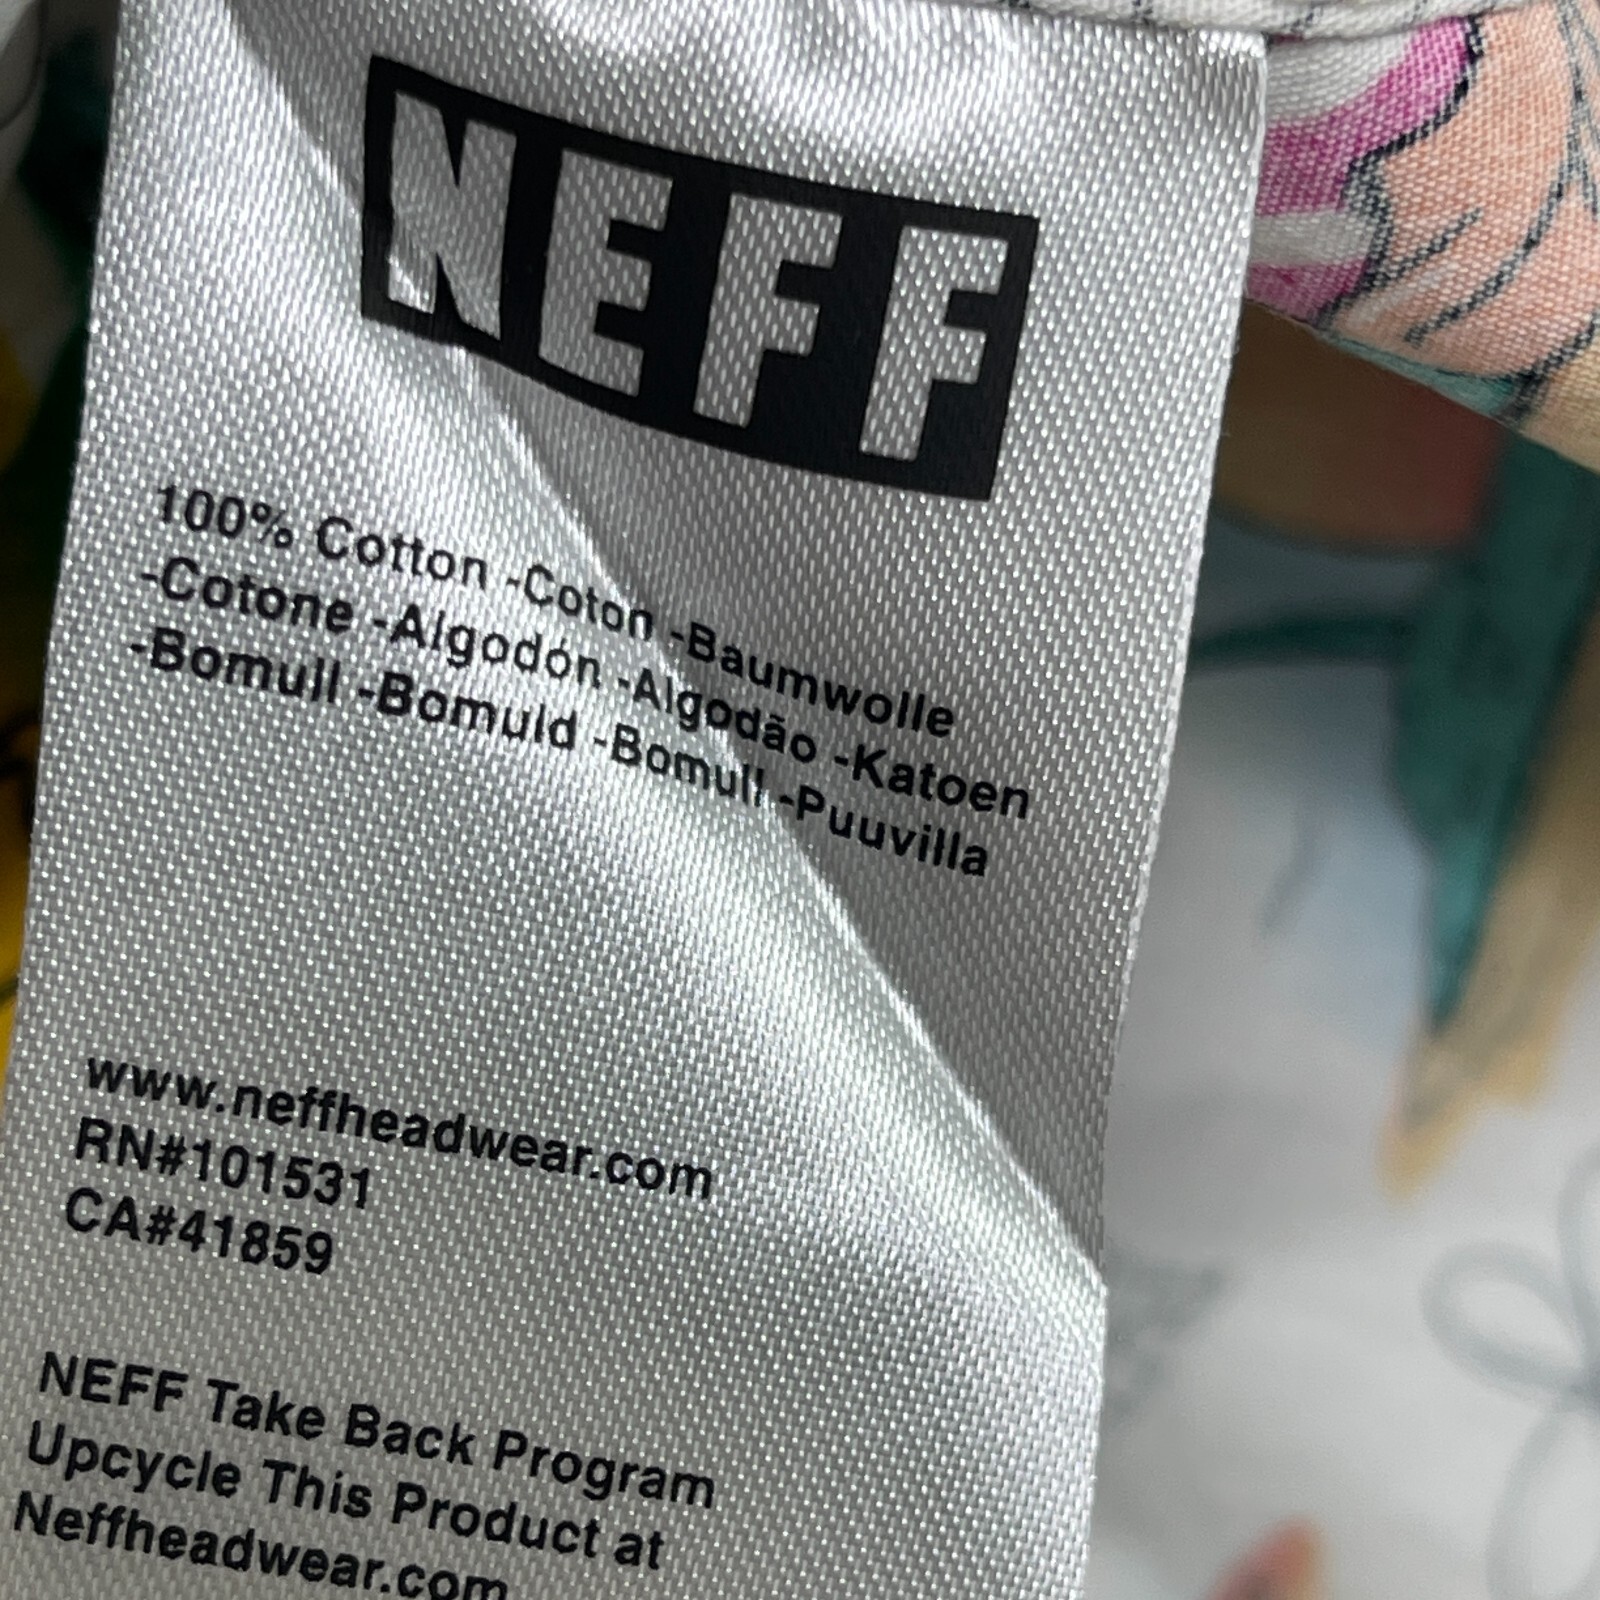 NEFF
100% Cotton -Coton -Baumwolle
-Cotone -Algodón -Algodão -Katoen
-Bomull -Bomuld -Bomull -Puuvilla
www.neffheadwear.com
RN#101531
CA#41859
NEFF Take Back Program
Upcycle This Product at
Neffheadwear.com